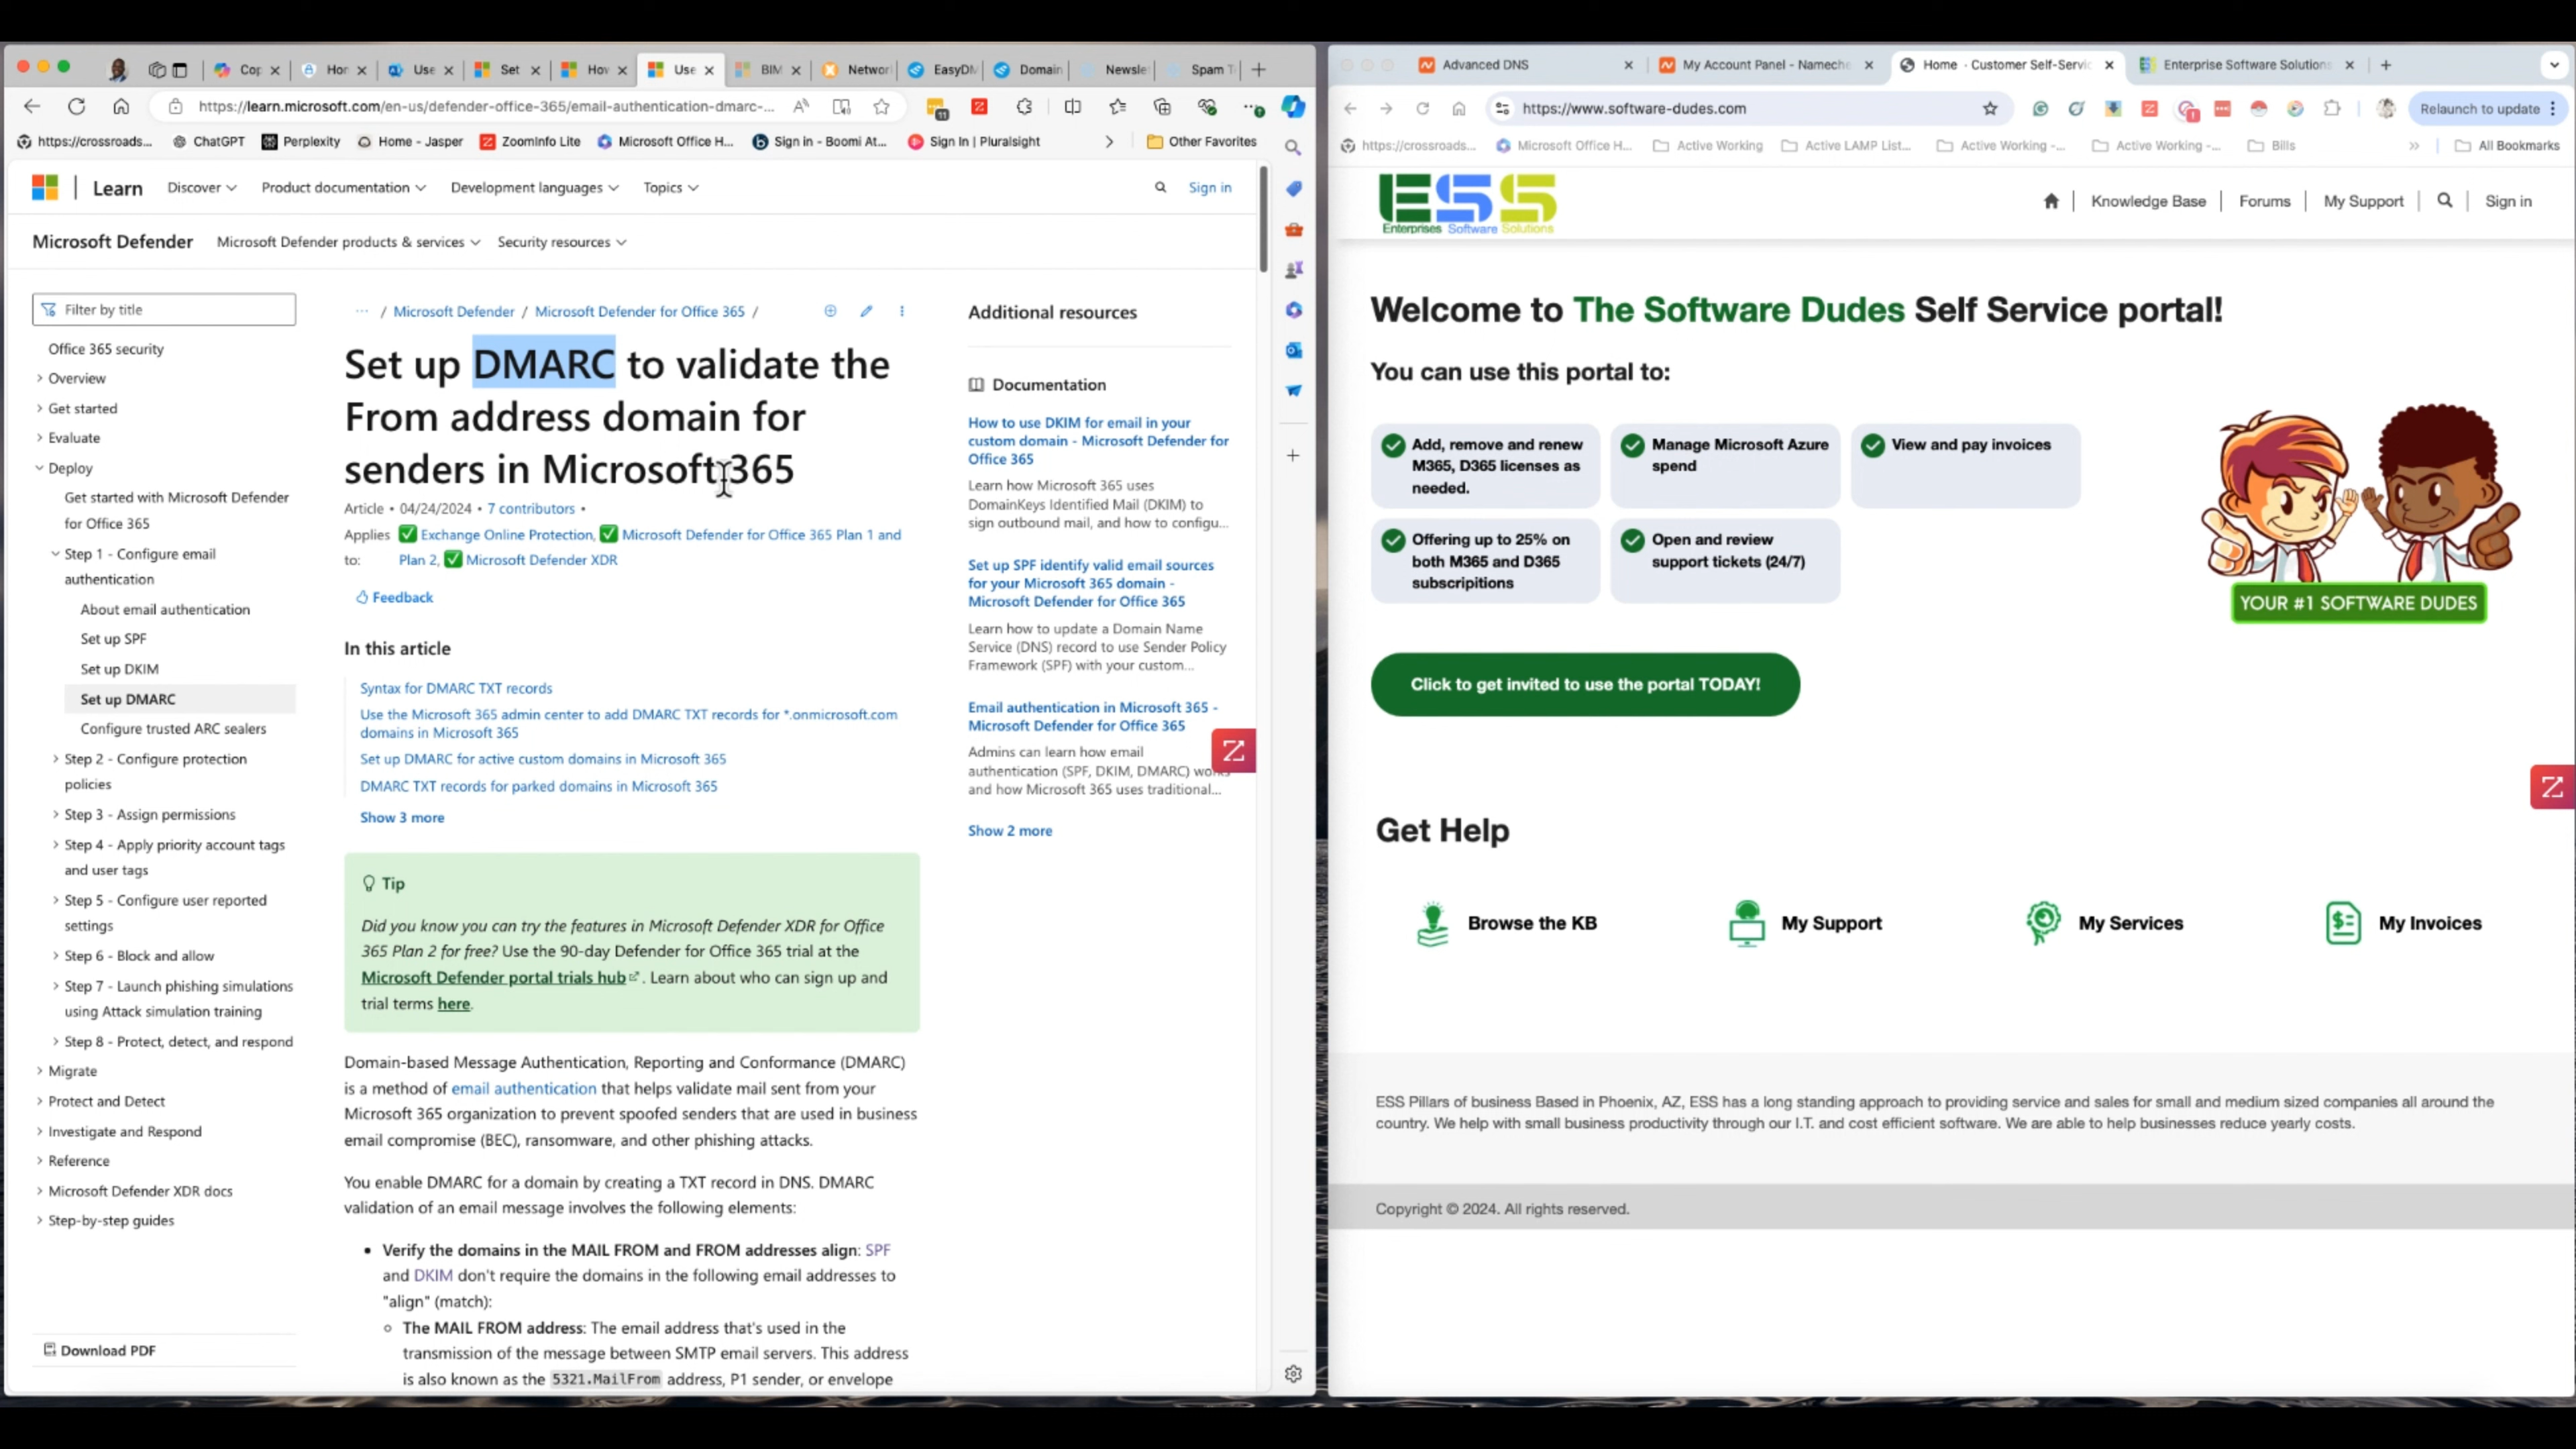 Cop
Hor
Use
Set
How
Use
BIM
Networ
EasyDM
Domain
Newsle
Spam T
https://learn.microsoft.com/en-us/defender-office-365/email-authentication-dmarc-...
11
https://crossroads...
ChatGPT
Perplexity
Home - Jasper
ZoomInfo Lite
Microsoft Office H...
Sign in - Boomi At...
Sign In | Pluralsight
Other Favorites
Learn
Discover
Product documentation
Development languages
Topics
Sign in
Microsoft Defender
Microsoft Defender products & services
Security resources
Filter by title
Office 365 security
Overview
Get started
Evaluate
Deploy
Get started with Microsoft Defender
for Office 365
Step 1 - Configure email
authentication
About email authentication
Set up SPF
Set up DKIM
Set up DMARC
Configure trusted ARC sealers
Step 2 - Configure protection
policies
Step 3 - Assign permissions
Step 4 - Apply priority account tags
and user tags
Step 5 - Configure user reported
settings
Step 6 - Block and allow
Step 7 - Launch phishing simulations
using Attack simulation training
Step 8 - Protect, detect, and respond
Migrate
Protect and Detect
Investigate and Respond
Reference
Microsoft Defender XDR docs
Step-by-step guides
Download PDF
··· / Microsoft Defender / Microsoft Defender for Office 365 /
Set up DMARC to validate the
From address domain for
senders in Microsoft 365
Article • 04/24/2024 • 7 contributors •
Applies ✅ Exchange Online Protection, ✅ Microsoft Defender for Office 365 Plan 1 and
to: Plan 2, ✅ Microsoft Defender XDR
Feedback
In this article
Syntax for DMARC TXT records
Use the Microsoft 365 admin center to add DMARC TXT records for *.onmicrosoft.com
domains in Microsoft 365
Set up DMARC for active custom domains in Microsoft 365
DMARC TXT records for parked domains in Microsoft 365
Show 3 more
Tip
Did you know you can try the features in Microsoft Defender XDR for Office
365 Plan 2 for free? Use the 90-day Defender for Office 365 trial at the
Microsoft Defender portal trials hub . Learn about who can sign up and
trial terms here.
Domain-based Message Authentication, Reporting and Conformance (DMARC)
is a method of email authentication that helps validate mail sent from your
Microsoft 365 organization to prevent spoofed senders that are used in business
email compromise (BEC), ransomware, and other phishing attacks.
You enable DMARC for a domain by creating a TXT record in DNS. DMARC
validation of an email message involves the following elements:
• Verify the domains in the MAIL FROM and FROM addresses align: SPF
and DKIM don't require the domains in the following email addresses to
"align" (match):
○ The MAIL FROM address: The email address that's used in the
transmission of the message between SMTP email servers. This address
is also known as the 5321.MailFrom address, P1 sender, or envelope
Additional resources
Documentation
How to use DKIM for email in your
custom domain - Microsoft Defender for
Office 365
Learn how Microsoft 365 uses
DomainKeys Identified Mail (DKIM) to
sign outbound mail, and how to configu...
Set up SPF identify valid email sources
for your Microsoft 365 domain -
Microsoft Defender for Office 365
Learn how to update a Domain Name
Service (DNS) record to use Sender Policy
Framework (SPF) with your custom...
Email authentication in Microsoft 365 -
Microsoft Defender for Office 365
Admins can learn how email
authentication (SPF, DKIM, DMARC) works
and how Microsoft 365 uses traditional...
Show 2 more
Advanced DNS
My Account Panel - Nameche
Home · Customer Self-Servic
Enterprise Software Solutions
https://www.software-dudes.com
Relaunch to update
https://crossroads...
Microsoft Office H...
Active Working
Active LAMP List...
Active Working -...
Active Working -...
Bills
All Bookmarks
ESS
Enterprises Software Solutions
Knowledge Base
Forums
My Support
Sign in
Welcome to The Software Dudes Self Service portal!
You can use this portal to:
Add, remove and renew
M365, D365 licenses as
needed.
Manage Microsoft Azure
spend
View and pay invoices
Offering up to 25% on
both M365 and D365
subscripitions
Open and review
support tickets (24/7)
YOUR #1 SOFTWARE DUDES
Click to get invited to use the portal TODAY!
Get Help
Browse the KB
My Support
My Services
My Invoices
ESS Pillars of business Based in Phoenix, AZ, ESS has a long standing approach to providing service and sales for small and medium sized companies all around the
country. We help with small business productivity through our I.T. and cost efficient software. We are able to help businesses reduce yearly costs.
Copyright © 2024. All rights reserved.